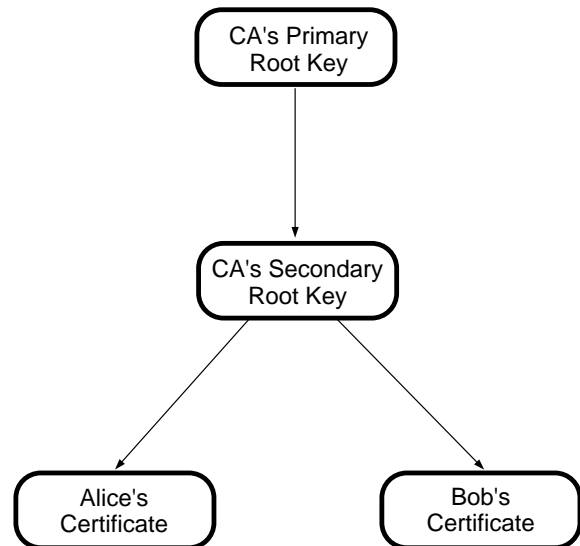 CA's Primary
Root Key
CA's Secondary
Root Key
Alice's
Certificate
Bob's
Certificate